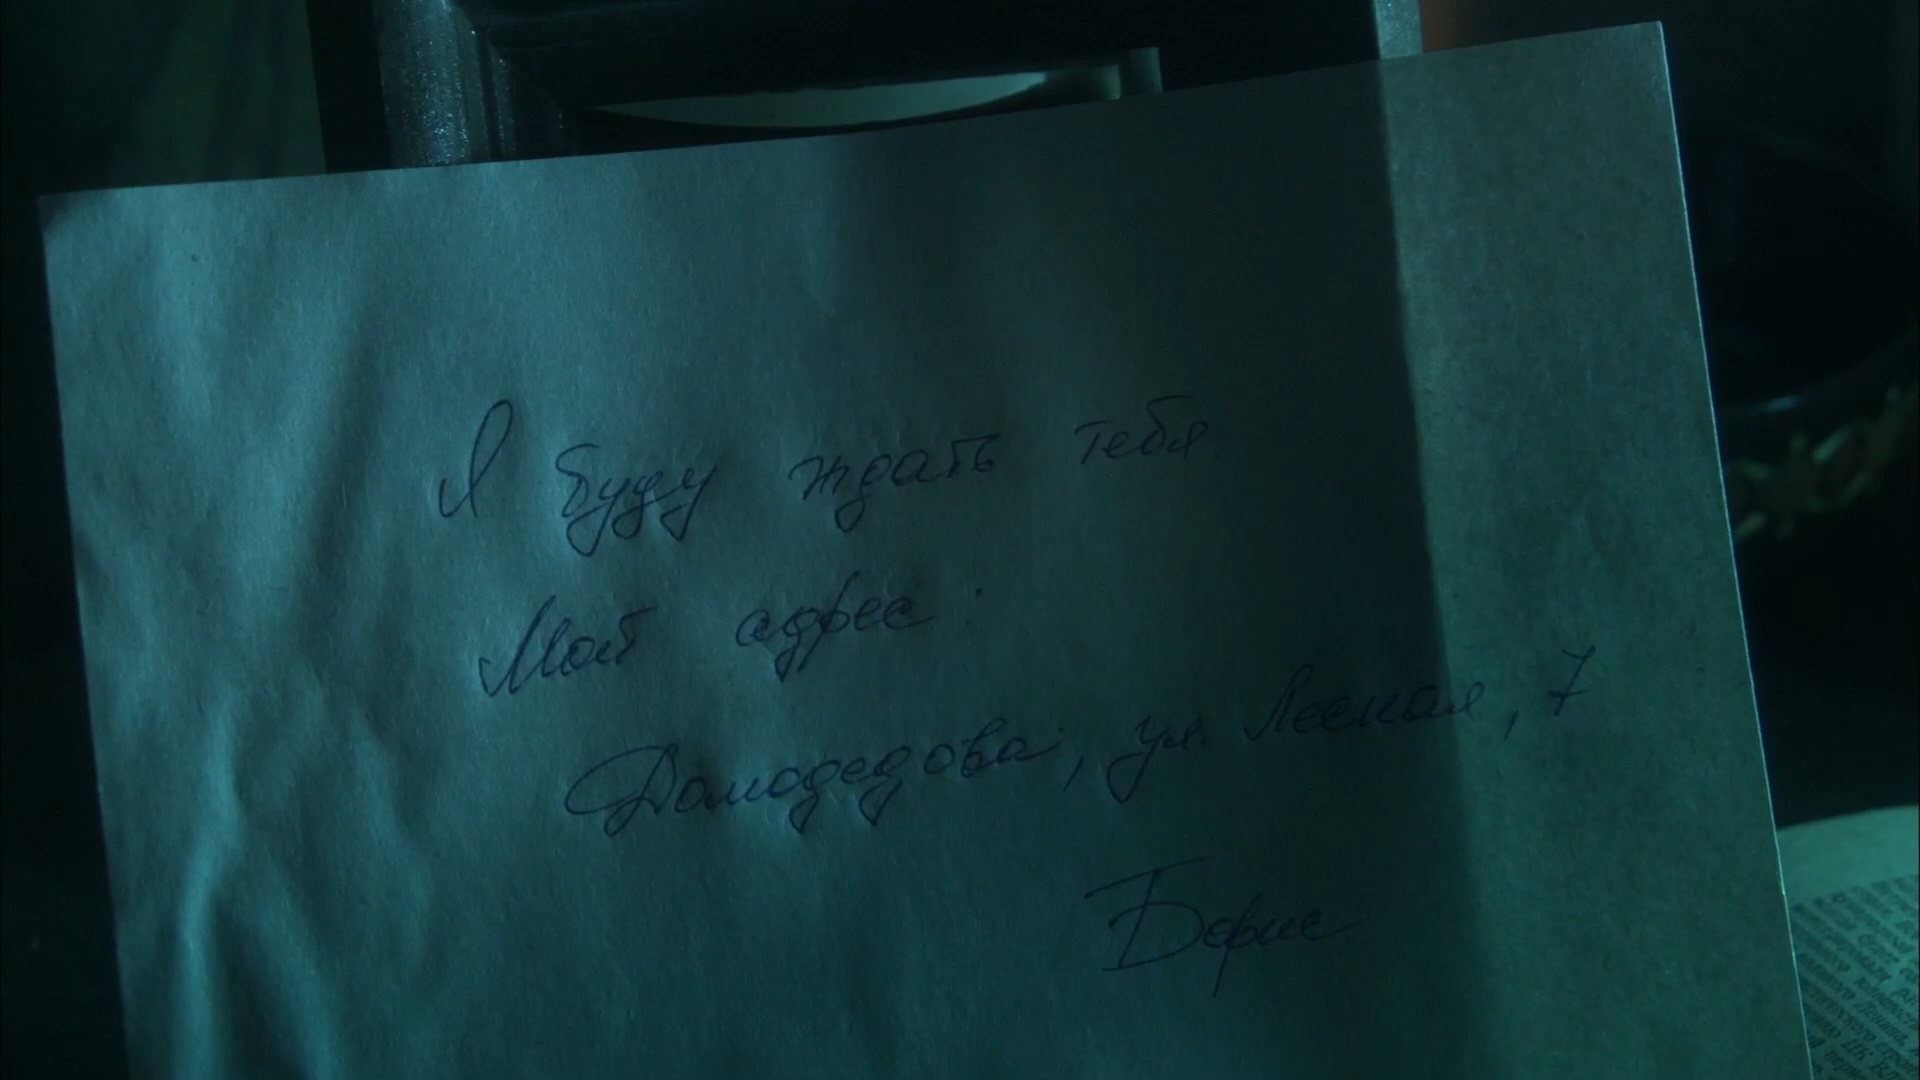 Я буду ждать тебя.
Мой адрес:
Домодедова, ул. Лесная, 7
Борис